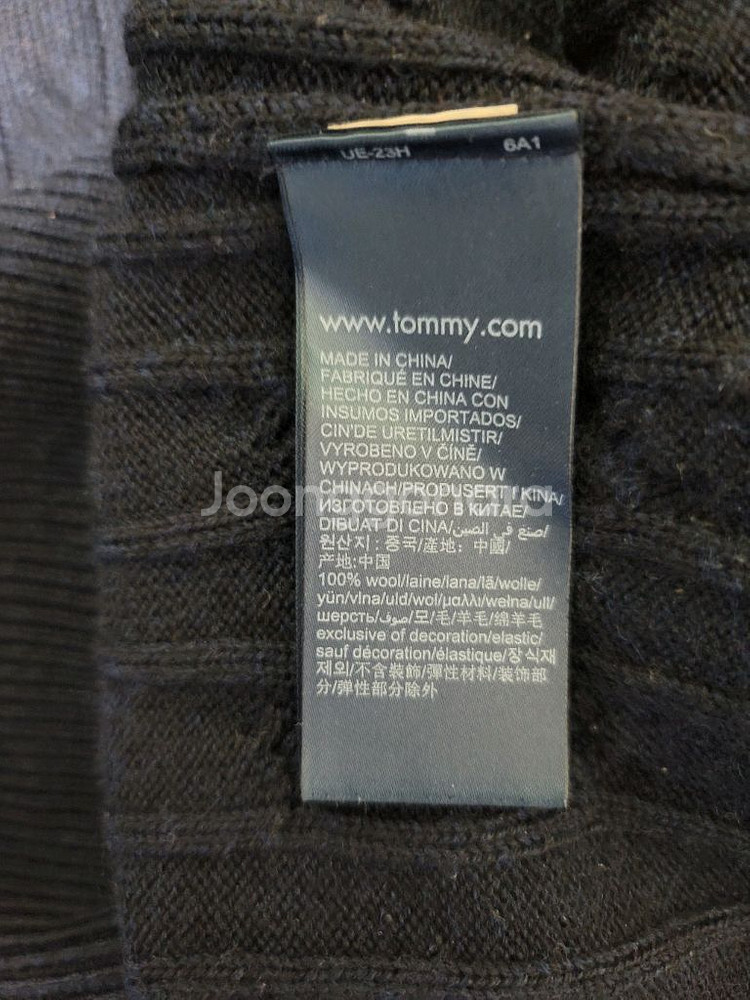 UE-23H 6A1
www.tommy.com
MADE IN CHINA/
FABRIQUÉ EN CHINE/
HECHO EN CHINA CON
INSUMOS IMPORTADOS/
CIN'DE URETILMISTIR/
VYROBENO V ČÍNĚ/
WYPRODUKOWANO W
CHINACH/PRODUSERT I KINA/
ИЗГОТОВЛЕНО В КИТАЕ/
DIBUAT DI CINA/صنع في الصين/
원산지 : 중국/產地: 中國/
产地:中国
100% wool/laine/lana/lã/wolle/
yün/vlna/uld/wol/μαλλι/wełna/ull/
шерсть/صوف/모/毛/羊毛/绵羊毛
exclusive of decoration/elastic/
sauf décoration/élastique/장식재
제외/不含裝飾/彈性材料/装饰部
分/弹性部分除外